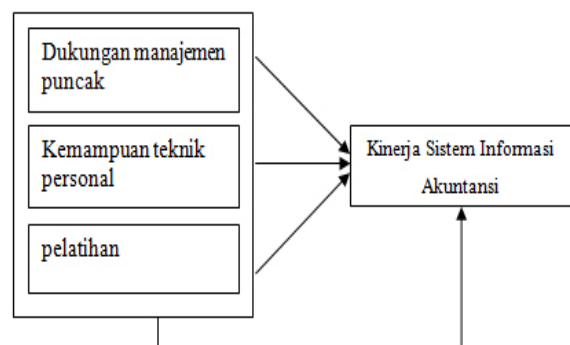 Dukungan manajemen
puncak
Kemampuan teknik
personal
pelatihan
Kinerja Sistem Informasi
Akuntansi